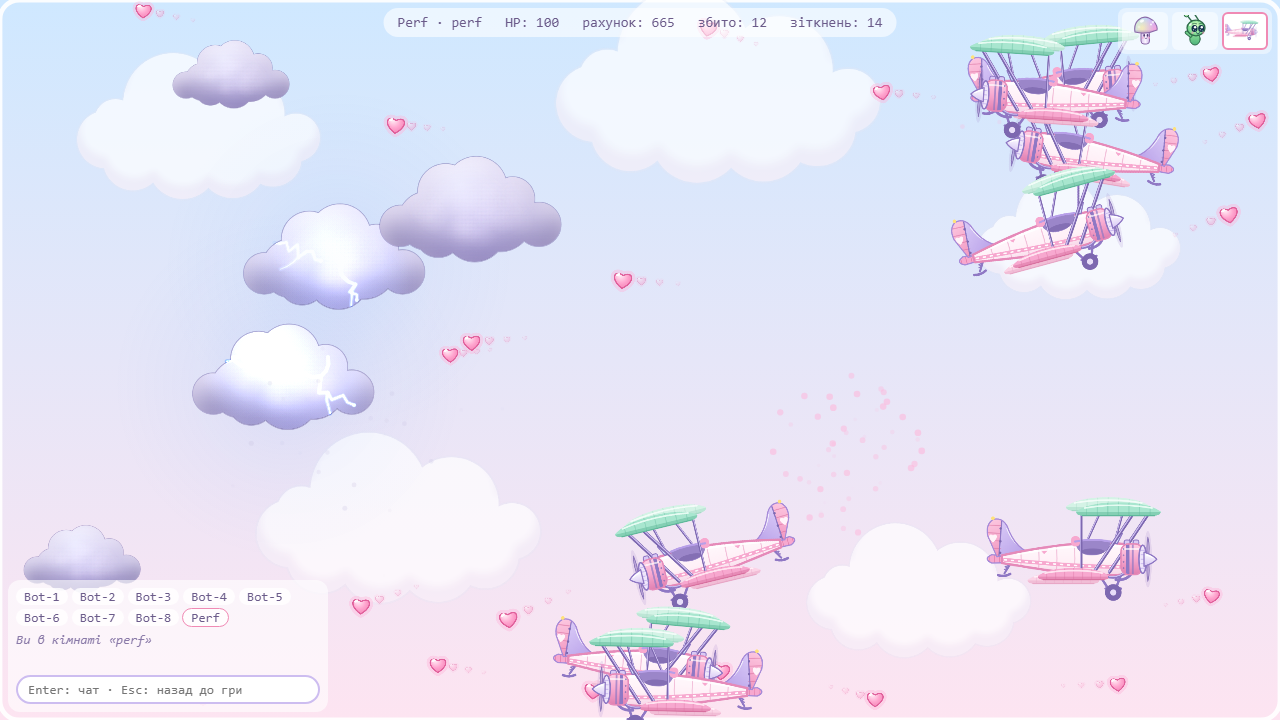 Perf · perf HP: 100 рахунок: 665 збито: 12 зіткнень: 14
Bot-1 Bot-2 Bot-3 Bot-4 Bot-5
Bot-6 Bot-7 Bot-8 Perf
Ви в кімнаті «perf»
Enter: чат · Esc: назад до гри